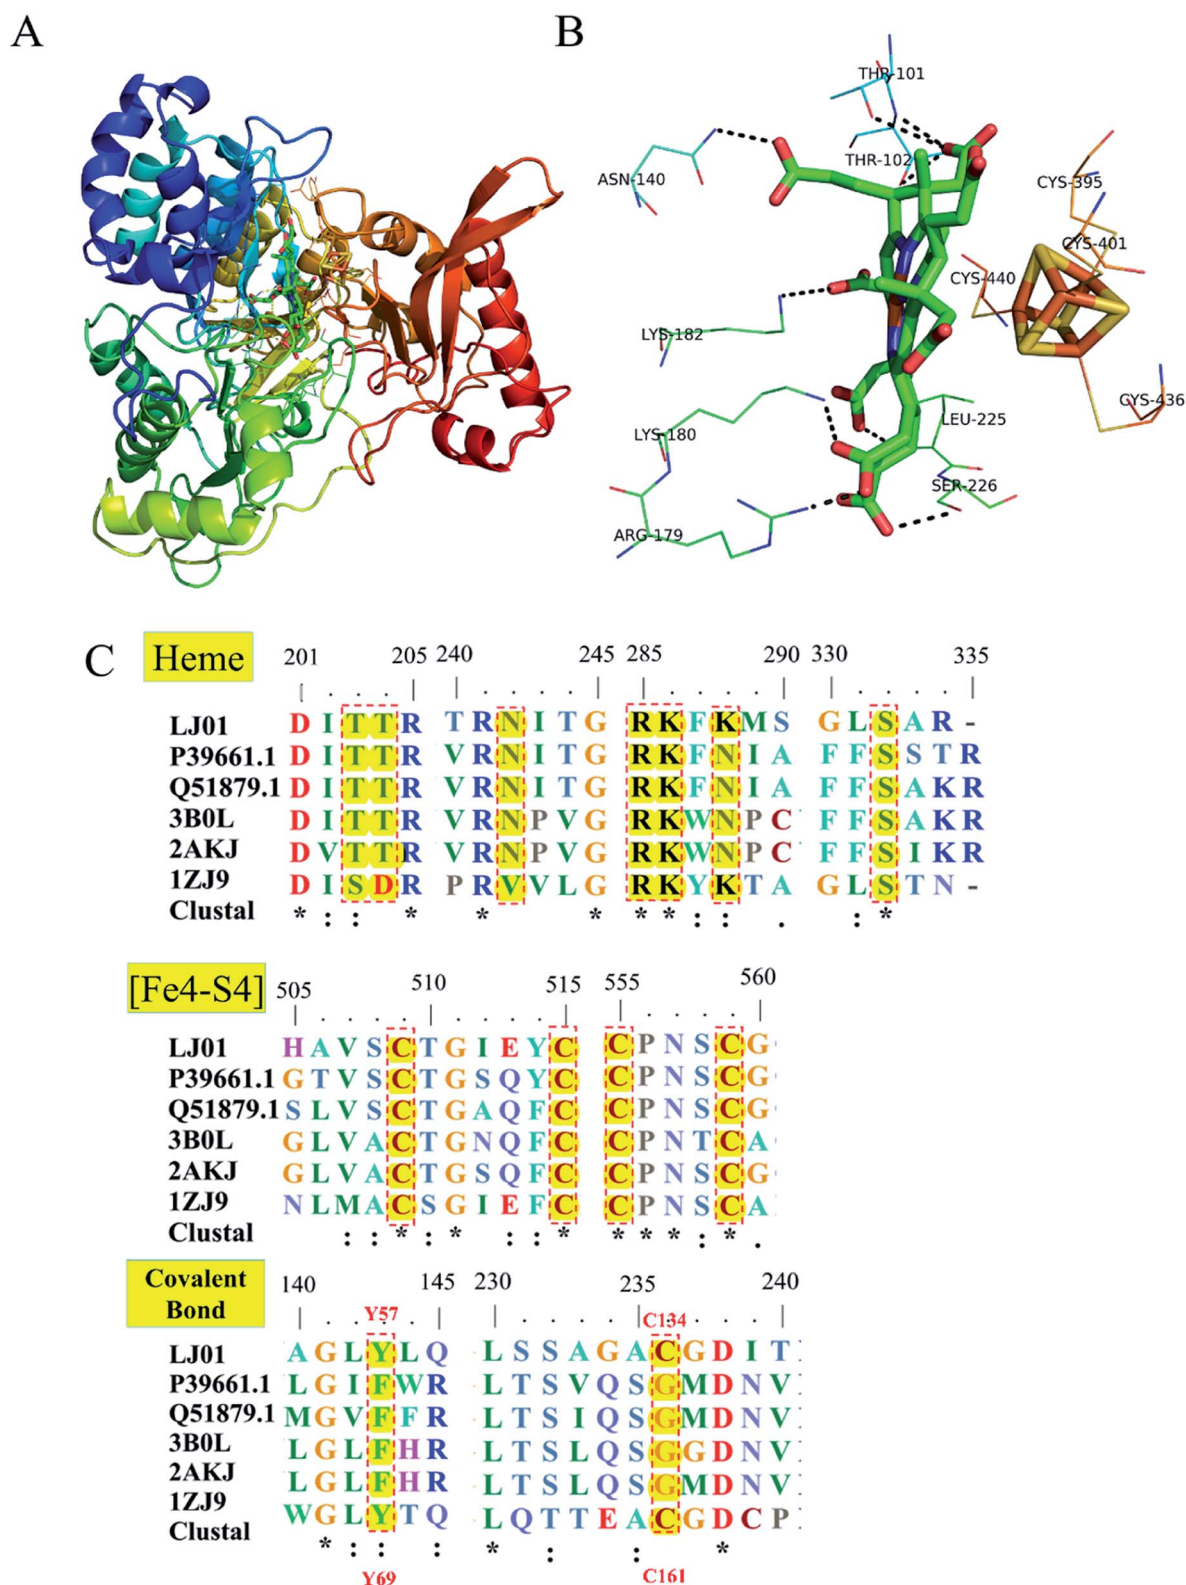 A
B
THR-101
THR-102
ASN-140
CYS-395
CYS-401
CYS-440
LYS-182
CYS-436
LEU-225
LYS-180
SER-226
ARG-179
C
Heme
201 205 240 245 285 290 330 335
LJ01 D I T T R T R N I T G R K F K M S G L S A R -
P39661.1 D I T T R V R N I T G R K F N I A F F S S T R
Q51879.1 D I T T R V R N I T G R K F N I A F F S A K R
3B0L D I T T R V R N P V G R K W N P C F F S A K R
2AKJ D V T T R V R N P V G R K W N P C F F S I K R
1ZJ9 D I S D R P R V V L G R K Y K T A G L S T N -
Clustal * : : * * * * * : : . : *
[Fe4-S4]
505 510 515 555 560
LJ01 H A V S C T G I E Y C C P N S C G
P39661.1 G T V S C T G S Q Y C C P N S C G
Q51879.1 S L V S C T G A Q F C C P N S C G
3B0L G L V A C T G N Q F C C P N T C A
2AKJ G L V A C T G S Q F C C P N S C G
1ZJ9 N L M A C S G I E F C C P N S C A
Clustal : : * : * : : * * * * : * .
Covalent
Bond
140 145 230 235 240
Y57 C134
LJ01 A G L Y L Q L S S A G A C G D I T
P39661.1 L G I F W R L T S V Q S G M D N V
Q51879.1 M G V F F R L T S I Q S G M D N V
3B0L L G L F H R L T S L Q S G G D N V
2AKJ L G L F H R L T S L Q S G M D N V
1ZJ9 W G L Y T Q L Q T T E A C G D C P
Clustal * : : : * : : *
Y69 C161